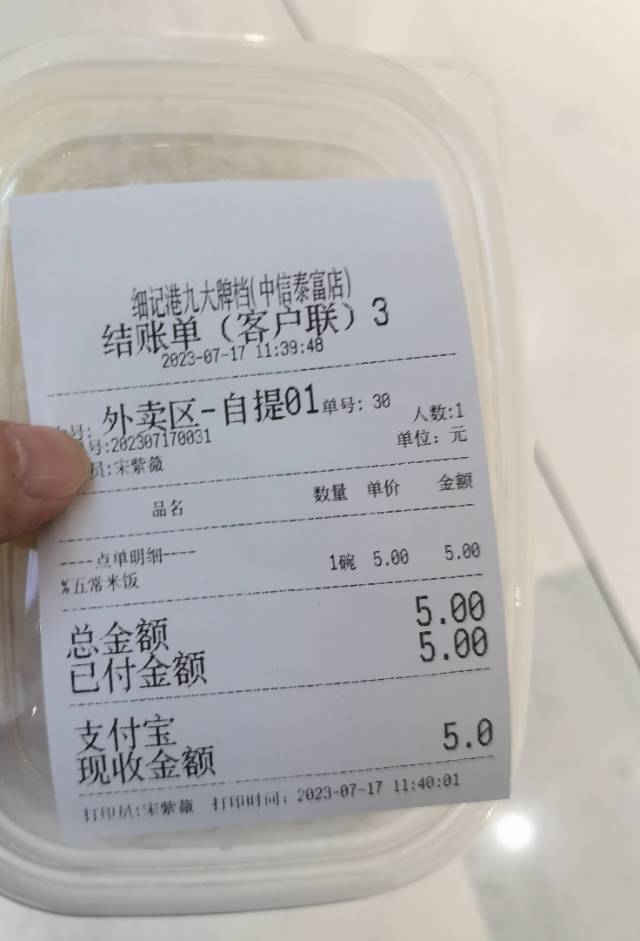 细记港九大牌档(中信泰富店)
结账单（客户联）3
2023-07-17 11:39:48
外卖区-自提01 单号: 30
号:202307170031 人数:1
员:宋紫薇 单位: 元
品名 数量 单价 金额
----点单明细----
%五常米饭 1碗 5.00 5.00
总金额 5.00
已付金额 5.00
支付宝
现收金额 5.0
打印员:宋紫薇 打印时间: 2023-07-17 11:40:01